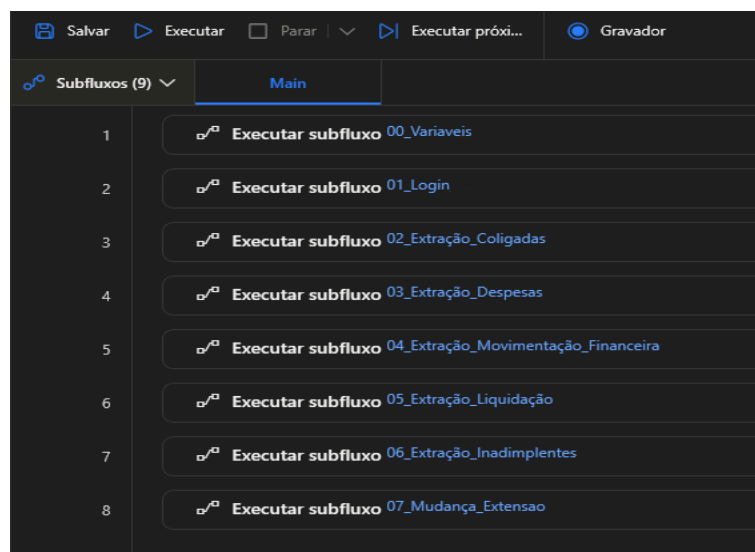 Salvar Executar Parar Executar próxi... Gravador
Subfluxos (9) Main
1 Executar subfluxo 00_Variaveis
2 Executar subfluxo 01_Login
3 Executar subfluxo 02_Extração_Coligadas
4 Executar subfluxo 03_Extração_Despesas
5 Executar subfluxo 04_Extração_Movimentação_Financeira
6 Executar subfluxo 05_Extração_Liquidação
7 Executar subfluxo 06_Extração_Inadimplentes
8 Executar subfluxo 07_Mudança_Extensao